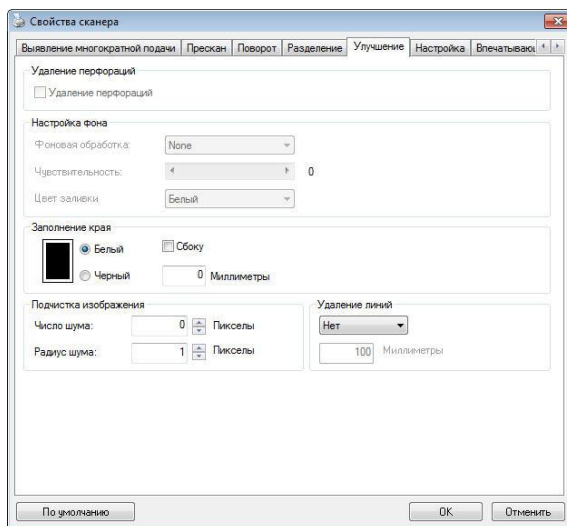 Свойства сканера
Выявление многократной подачи Прескан Поворот Разделение Улучшение Настройка Впечатываю
Удаление перфораций
Удаление перфораций
Настройка фона
Фоновая обработка: None
Чувствительность: 0
Цвет заливки Белый
Заполнение края
Белый Сбоку
Черный 0 Миллиметры
Подчистка изображения Удаление линий
Число шума: 0 Пикселы Нет
Радиус шума: 1 Пикселы 100 Миллиметры
По умолчанию OK Отменить